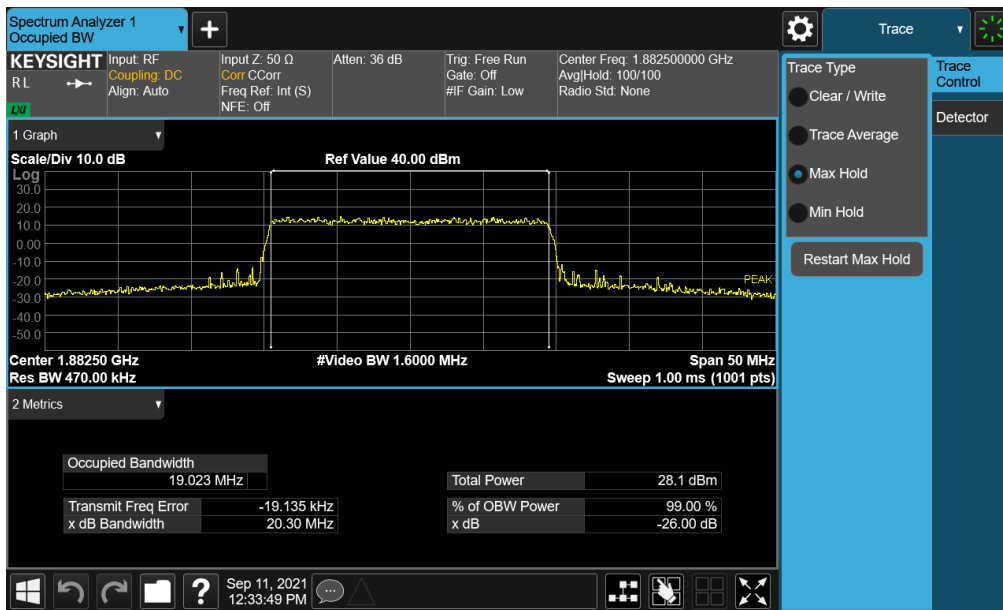 Spectrum Analyzer 1
Occupied BW
+
Trace
KEYSIGHT
Input: RF
Input Z: 50 Ω
Atten: 36 dB
Trig: Free Run
Center Freq: 1.882500000 GHz
R L
Coupling: DC
Corr CCorr
Gate: Off
Avg|Hold: 100/100
Align: Auto
Freq Ref: Int (S)
#IF Gain: Low
Radio Std: None
LXI
NFE: Off
1 Graph
Scale/Div 10.0 dB
Ref Value 40.00 dBm
Log
30.0
20.0
10.0
0.00
-10.0
-20.0
-30.0
-40.0
-50.0
PEAK
Center 1.88250 GHz
#Video BW 1.6000 MHz
Span 50 MHz
Res BW 470.00 kHz
Sweep 1.00 ms (1001 pts)
2 Metrics
Occupied Bandwidth
19.023 MHz
Total Power 28.1 dBm
Transmit Freq Error -19.135 kHz
% of OBW Power 99.00 %
x dB Bandwidth 20.30 MHz
x dB -26.00 dB
Trace Type
Clear / Write
Trace Average
Max Hold
Min Hold
Restart Max Hold
Trace
Control
Detector
?
Sep 11, 2021
12:33:49 PM